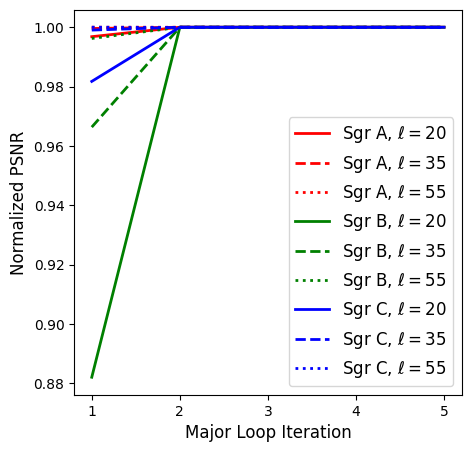 1.00
0.98
0.96
0.94
0.92
0.90
0.88
Normalized PSNR
Sgr A, ℓ = 20
Sgr A, ℓ = 35
Sgr A, ℓ = 55
Sgr B, ℓ = 20
Sgr B, ℓ = 35
Sgr B, ℓ = 55
Sgr C, ℓ = 20
Sgr C, ℓ = 35
Sgr C, ℓ = 55
1 2 3 4 5
Major Loop Iteration